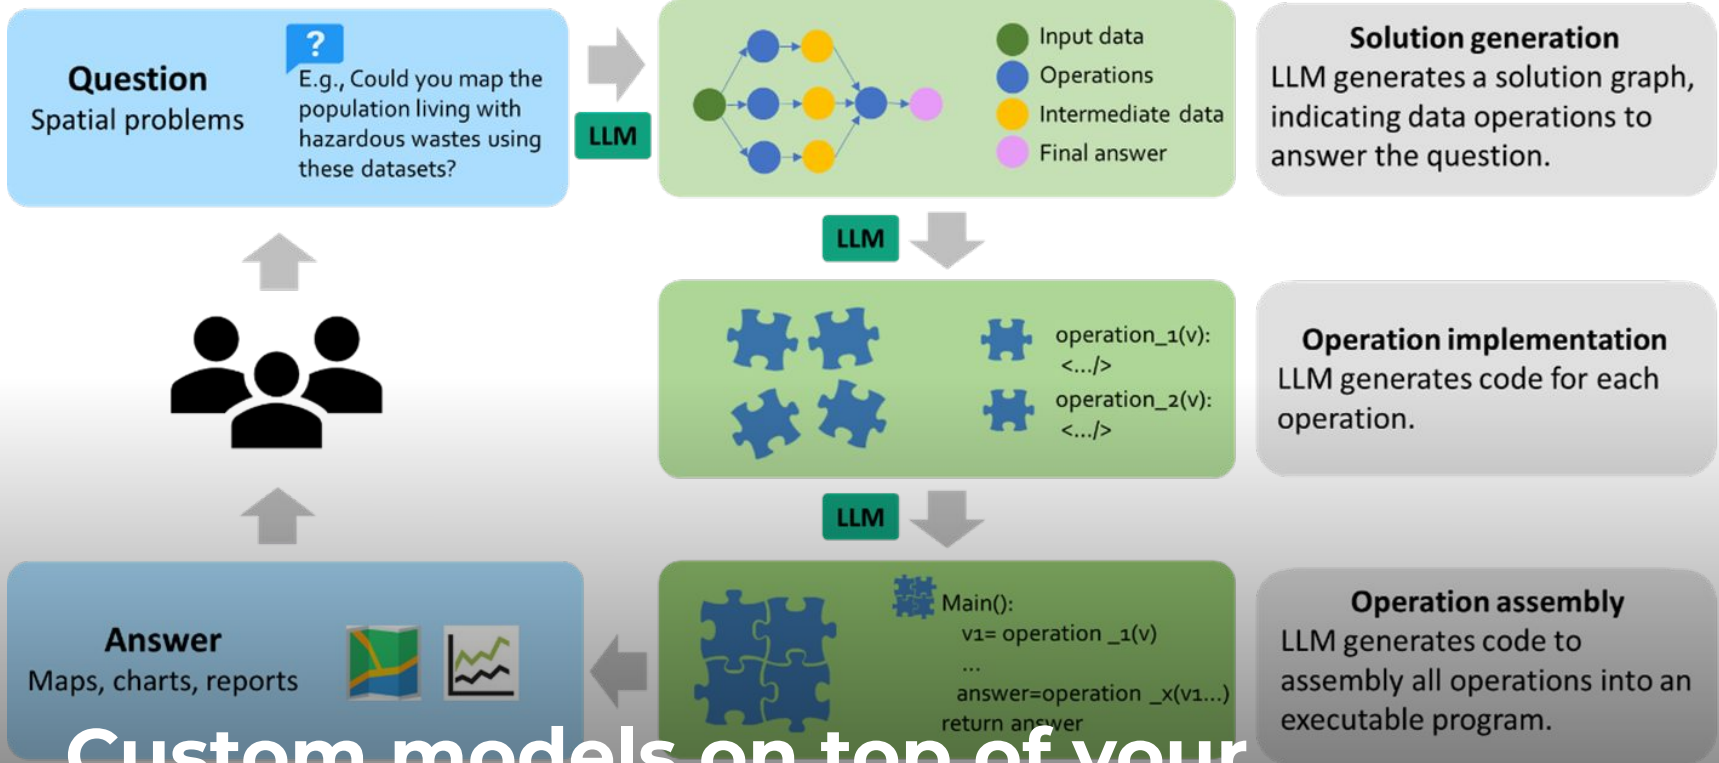 Question
Spatial problems
?
E.g., Could you map the
population living with
hazardous wastes using
these datasets?
LLM
Input data
Operations
Intermediate data
Final answer
Solution generation
LLM generates a solution graph,
indicating data operations to
answer the question.
LLM
operation_1(v):
<.../>
operation_2(v):
<.../>
Operation implementation
LLM generates code for each
operation.
LLM
Main():
v1= operation _1(v)
...
answer=operation _x(v1...)
return answer
Operation assembly
LLM generates code to
assembly all operations into an
executable program.
Answer
Maps, charts, reports
Custom models on top of your